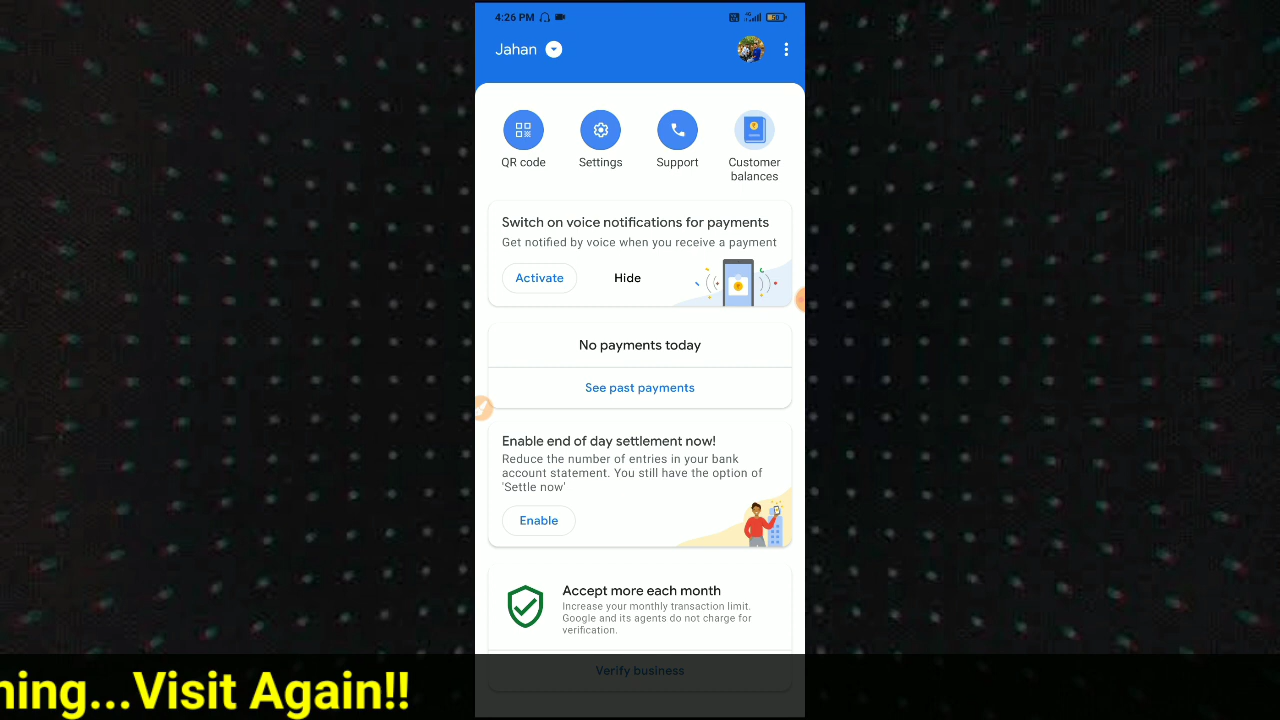 4:26 PM
Jahan
QR code
Settings
Support
Customer
balances
Switch on voice notifications for payments
Get notified by voice when you receive a payment
Activate
Hide
No payments today
See past payments
Enable end of day settlement now!
Reduce the number of entries in your bank
account statement. You still have the option of
'Settle now'
Enable
Accept more each month
Increase your monthly transaction limit.
Google and its agents do not charge for
verification.
Verify business
ning...Visit Again!!